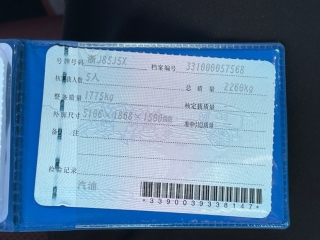 号牌号码 浙J85J5X 档案编号 331000057568
核定载人数 5人 总质量 2260kg
整备质量 1775kg 核定载质量
外廓尺寸 5106×1868×1500mm 准牵引总质量
备注 无
检验记录
汽油
*3390039338147*